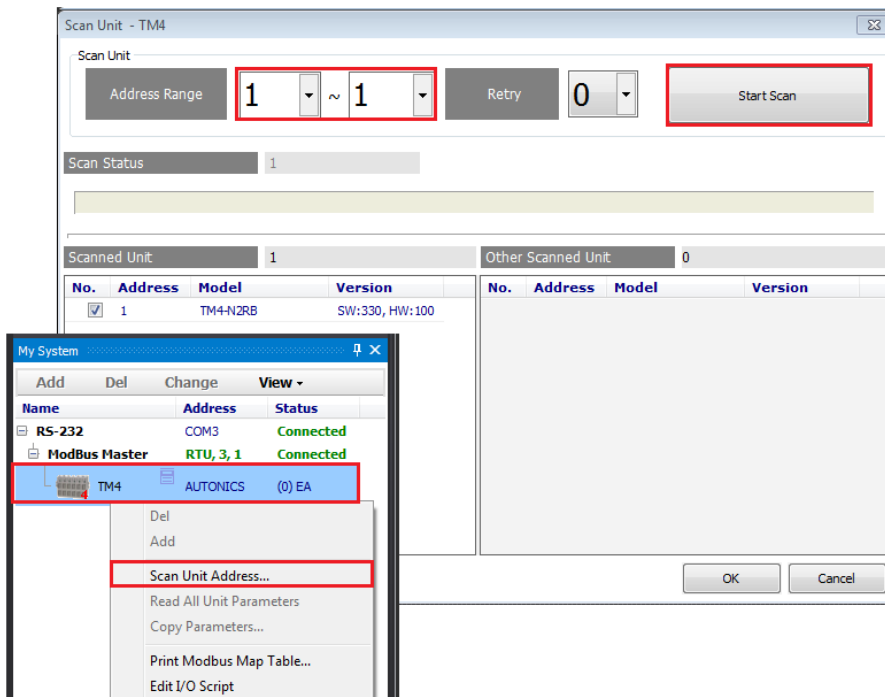 Scan Unit - TM4
Scan Unit
Address Range 1 ~ 1 Retry 0 Start Scan
Scan Status 1
Scanned Unit 1
No. Address Model Version
1 TM4-N2RB SW:330, HW:100
Other Scanned Unit 0
No. Address Model Version
OK Cancel
My System
Add Del Change View
Name Address Status
RS-232 COM3 Connected
ModBus Master RTU, 3, 1 Connected
4 TM4 AUTONICS (0) EA
Del
Add
Scan Unit Address...
Read All Unit Parameters
Copy Parameters...
Print Modbus Map Table...
Edit I/O Script